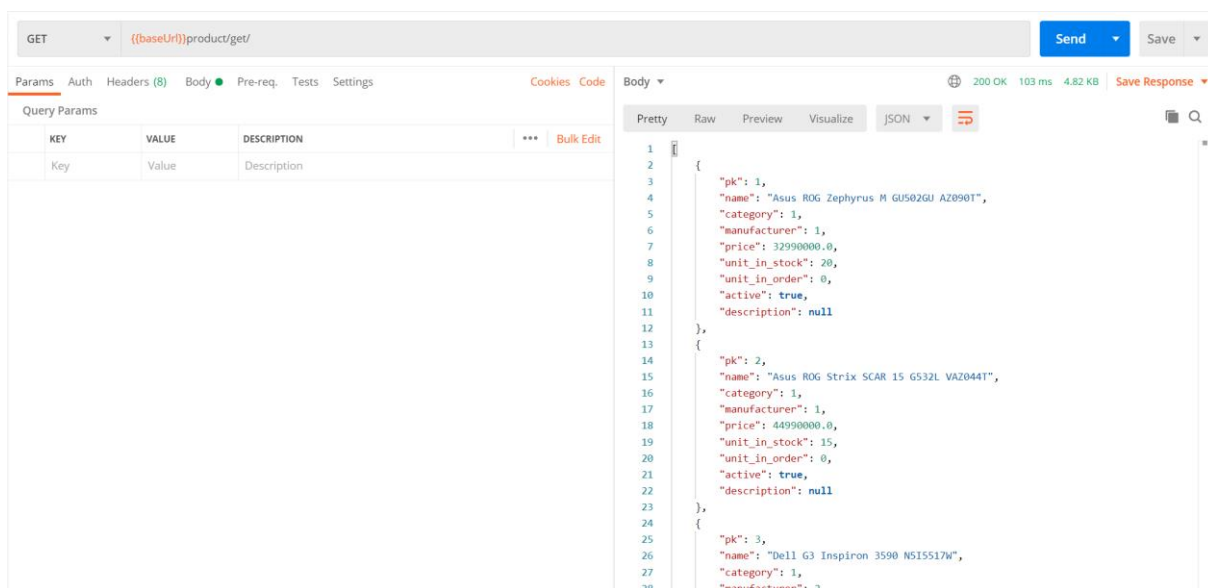 GET {{baseUrl}}product/get/ Send Save
Params Auth Headers (8) Body Pre-req. Tests Settings Cookies Code
Query Params
KEY VALUE DESCRIPTION ••• Bulk Edit
Key Value Description
Body 200 OK 103 ms 4.82 KB Save Response
Pretty Raw Preview Visualize JSON
1 [
2 {
3 "pk": 1,
4 "name": "Asus ROG Zephyrus M GU502GU AZ090T",
5 "category": 1,
6 "manufacturer": 1,
7 "price": 32990000.0,
8 "unit_in_stock": 20,
9 "unit_in_order": 0,
10 "active": true,
11 "description": null
12 },
13 {
14 "pk": 2,
15 "name": "Asus ROG Strix SCAR 15 G532L VAZ044T",
16 "category": 1,
17 "manufacturer": 1,
18 "price": 44990000.0,
19 "unit_in_stock": 15,
20 "unit_in_order": 0,
21 "active": true,
22 "description": null
23 },
24 {
25 "pk": 3,
26 "name": "Dell G3 Inspiron 3590 N5I5517W",
27 "category": 1,